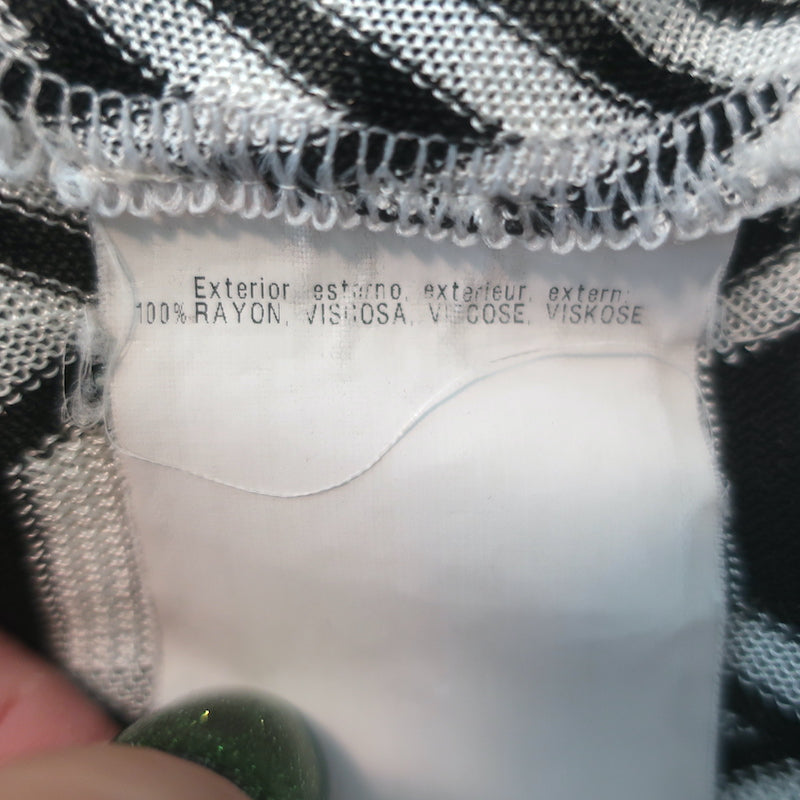 Exterior, esterno, exterieur, extern:
100% RAYON, VISCOSA, VISCOSE, VISKOSE